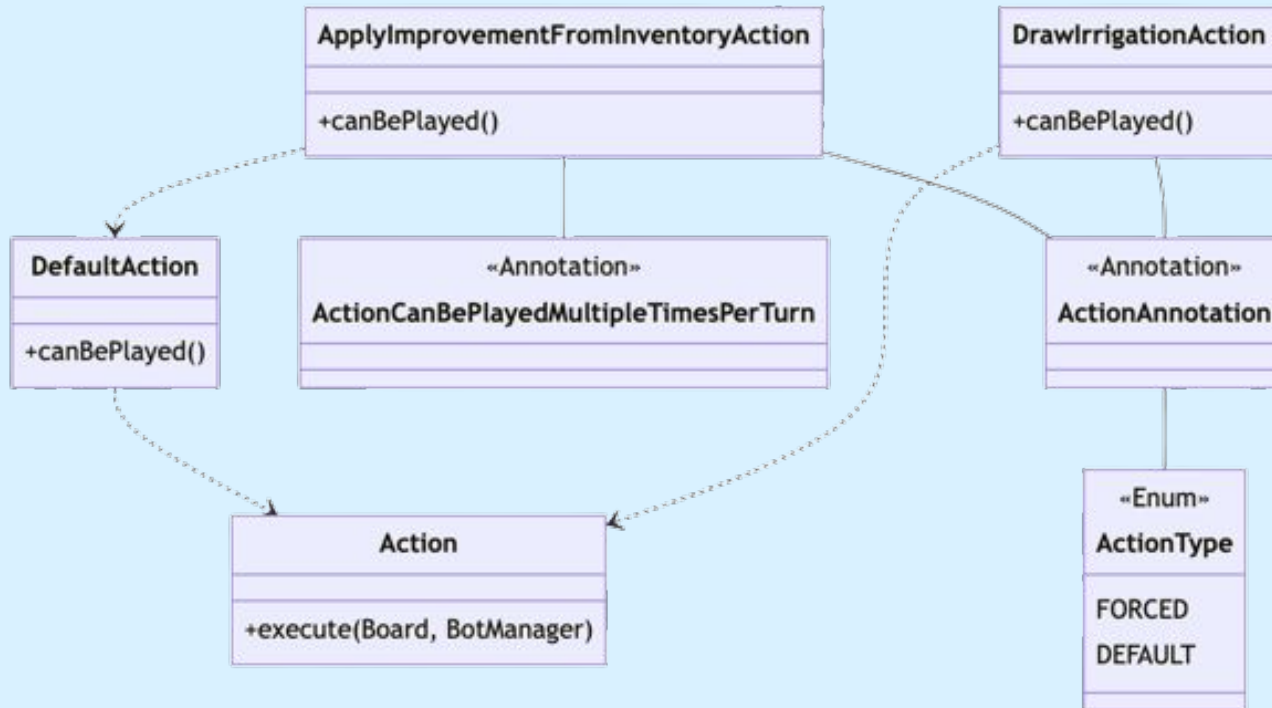 ApplyImprovementFromInventoryAction
+canBePlayed()
DrawIrrigationAction
+canBePlayed()
DefaultAction
+canBePlayed()
«Annotation»
ActionCanBePlayedMultipleTimesPerTurn
«Annotation»
ActionAnnotation
Action
+execute(Board, BotManager)
«Enum»
ActionType
FORCED
DEFAULT